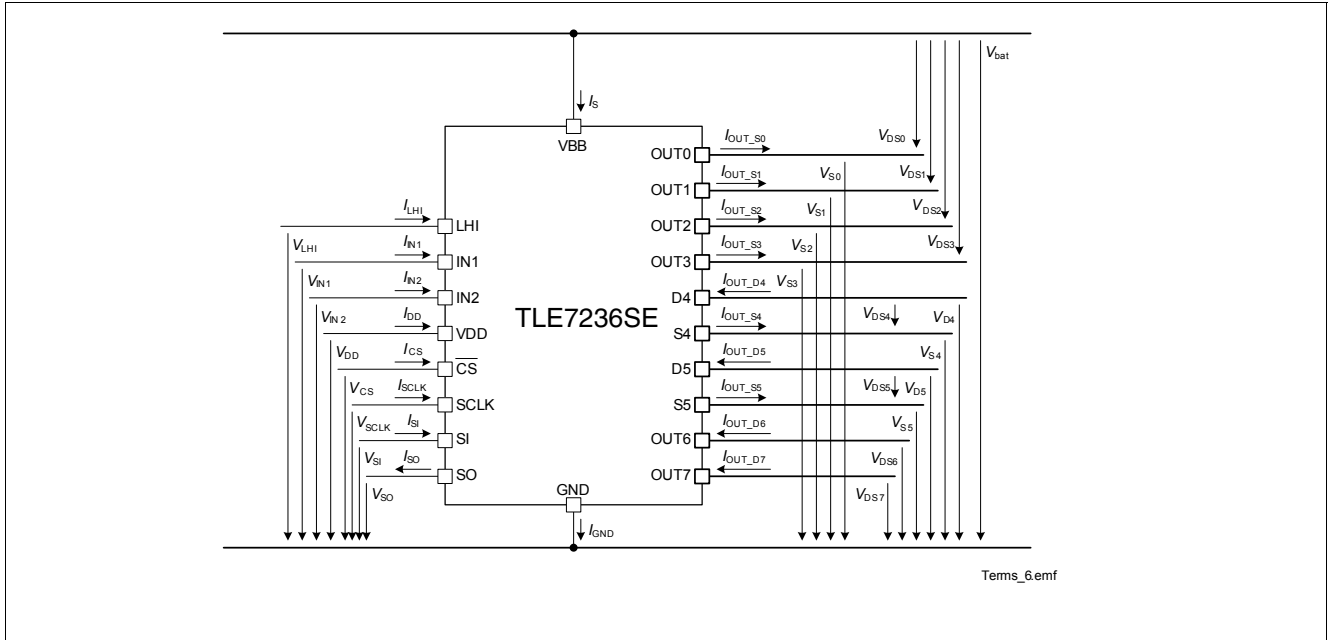 V_bat
I_S
VBB
OUT0 I_OUT_S0 V_DS0
V_S0
OUT1 I_OUT_S1 V_DS1
V_S1
I_LHI LHI OUT2 I_OUT_S2 V_DS2
V_LHI V_S2
I_IN1 IN1 OUT3 I_OUT_S3 V_DS3
V_IN1 V_S3
I_IN2 IN2 D4 I_OUT_D4
V_IN2 V_DS4 V_D4
I_DD VDD TLE7236SE S4 I_OUT_S4
V_DD V_S4
I_CS C̅S̅ D5 I_OUT_D5
V_CS V_DS5 V_D5
I_SCLK SCLK S5 I_OUT_S5
V_SCLK V_S5
I_SI SI OUT6 I_OUT_D6
V_SI V_DS6
I_SO SO OUT7 I_OUT_D7
V_SO V_DS7
GND
I_GND
Terms_6.emf